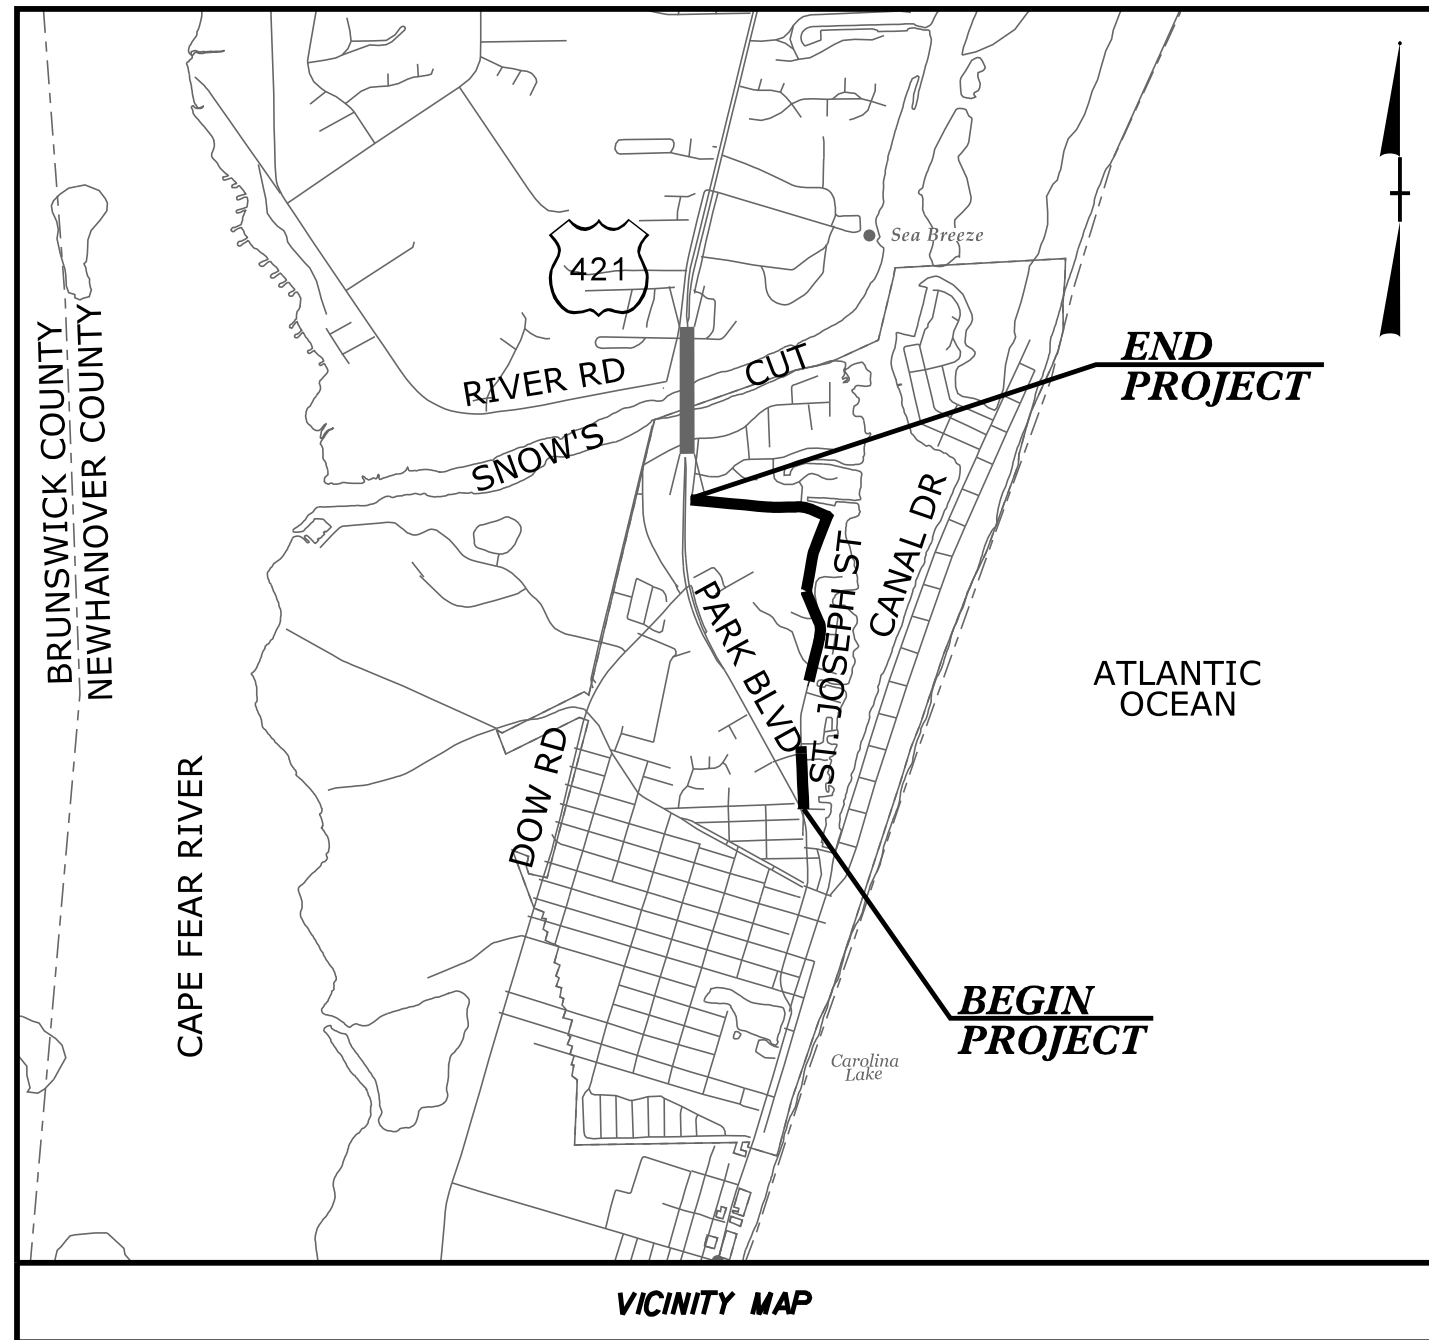 Sea Breeze
421
END
PROJECT
RIVER RD
CUT
SNOW'S
BRUNSWICK COUNTY
NEWHANOVER COUNTY
CANAL DR
ST. JOSEPH ST
PARK BLVD
ATLANTIC
OCEAN
DOW RD
CAPE FEAR RIVER
BEGIN
PROJECT
Carolina
Lake
VICINITY MAP